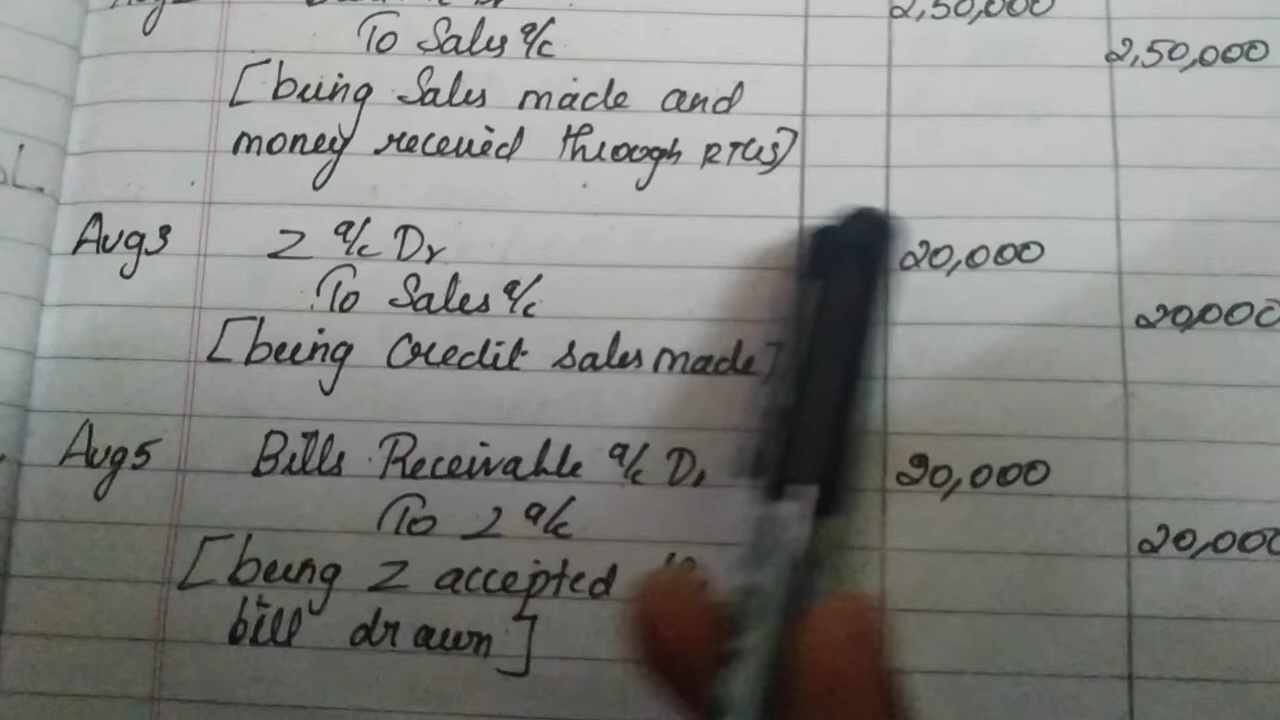 2,50,000
To Sales a/c 2,50,000
[being Sales made and
money received through RTGS]
Aug 3 Z a/c Dr 20,000
To Sales a/c 20,000
[being Credit sales made]
Aug 5 Bills Receivable a/c Dr 20,000
To Z a/c 20,000
[being Z accepted
bill drawn]